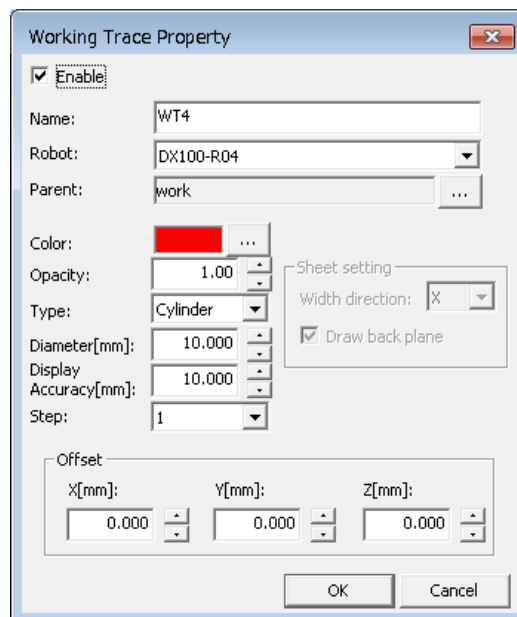 Working Trace Property
Enable
Name: WT4
Robot: DX100-R04
Parent: work ...
Color: ...
Opacity: 1.00
Sheet setting
Width direction: X
Type: Cylinder
Draw back plane
Diameter[mm]: 10.000
Display
Accuracy[mm]: 10.000
Step: 1
Offset
X[mm]: Y[mm]: Z[mm]:
0.000 0.000 0.000
OK Cancel